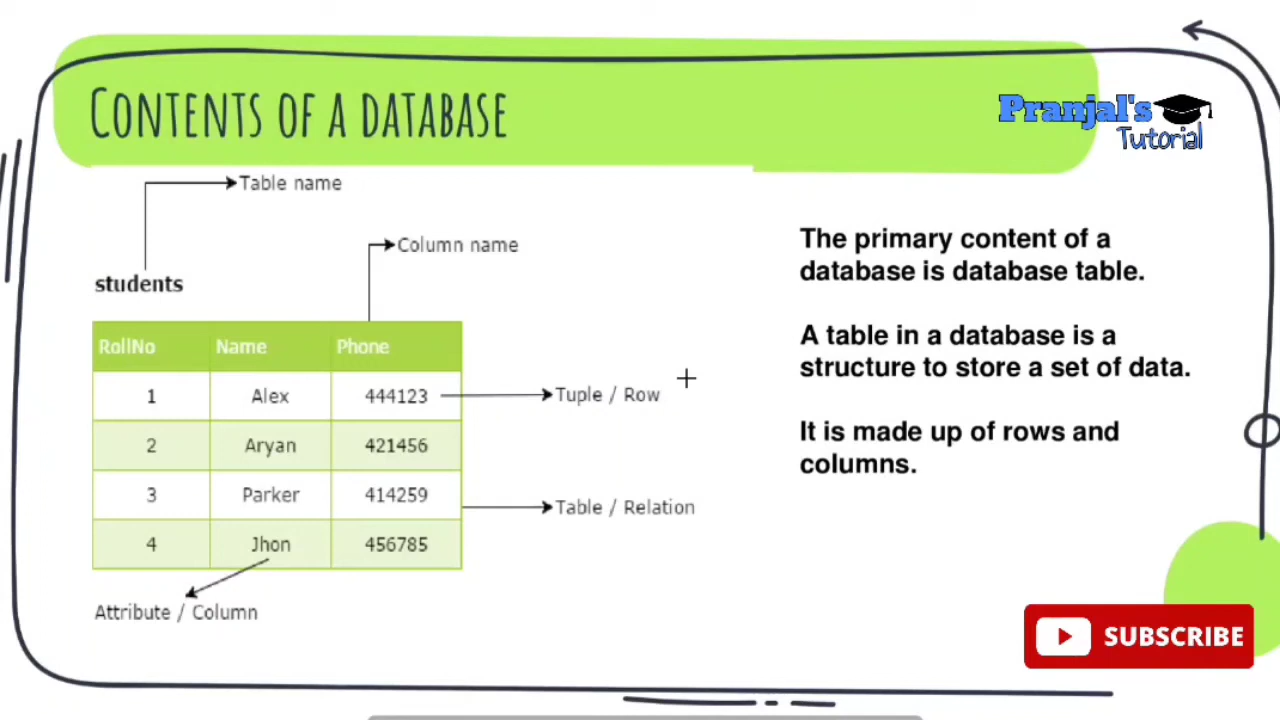 CONTENTS OF A DATABASE
Pranjal's
Tutorial
Table name
Column name
students
RollNo Name Phone
1 Alex 444123
Tuple / Row
2 Aryan 421456
3 Parker 414259
Table / Relation
4 Jhon 456785
Attribute / Column
The primary content of a
database is database table.
A table in a database is a
structure to store a set of data.
It is made up of rows and
columns.
SUBSCRIBE